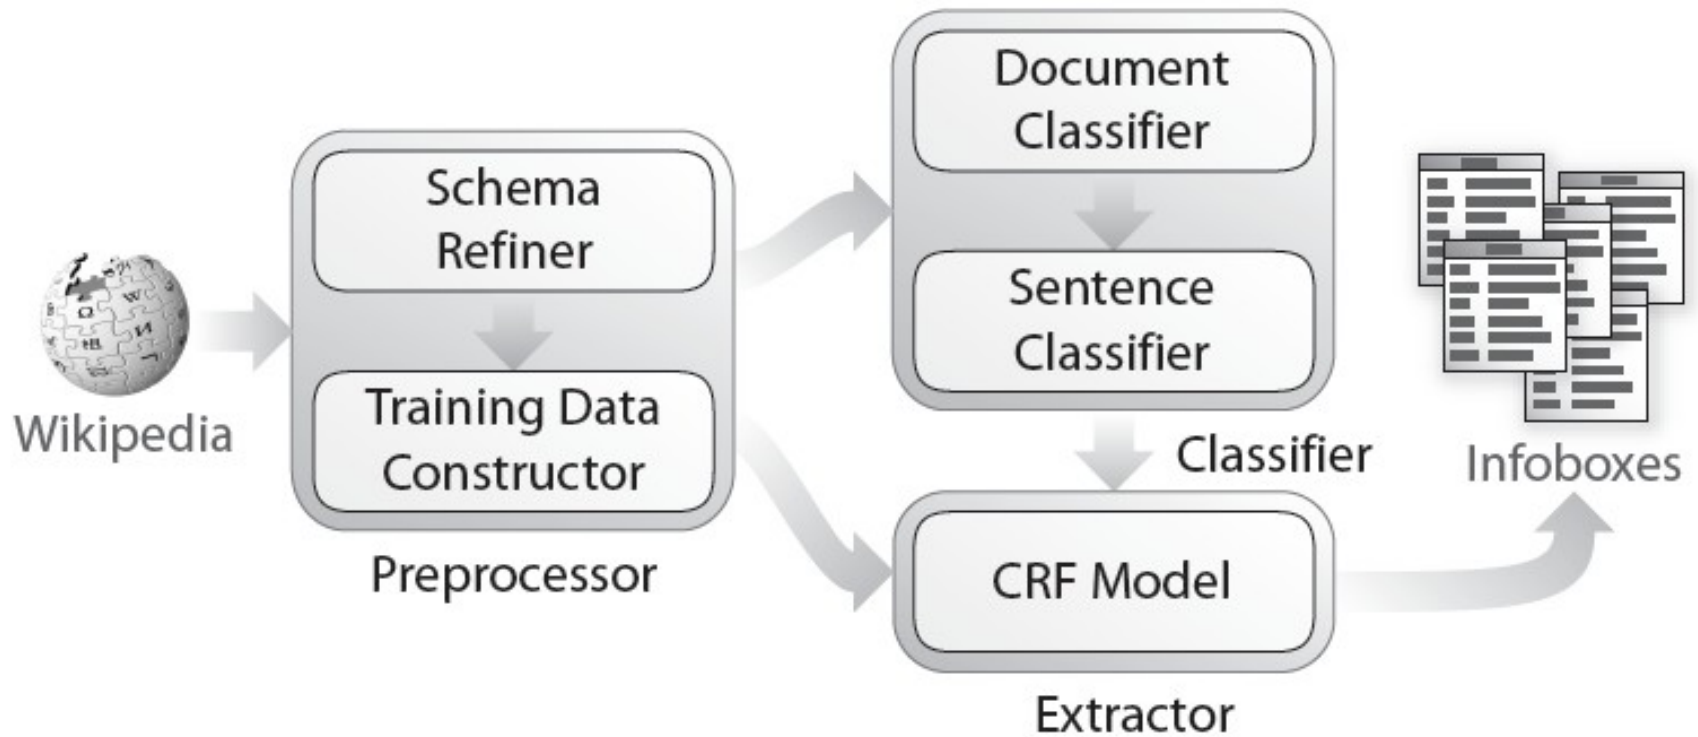 Wikipedia
Schema
Refiner
Training Data
Constructor
Preprocessor
Document
Classifier
Sentence
Classifier
Classifier
CRF Model
Extractor
Infoboxes